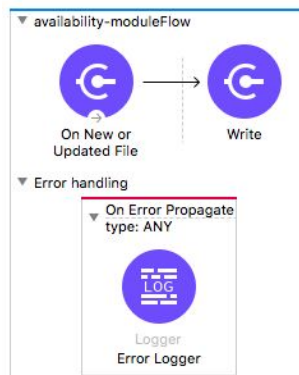 availability-moduleFlow
On New or
Updated File
Write
Error handling
On Error Propagate
type: ANY
LOG
Logger
Error Logger